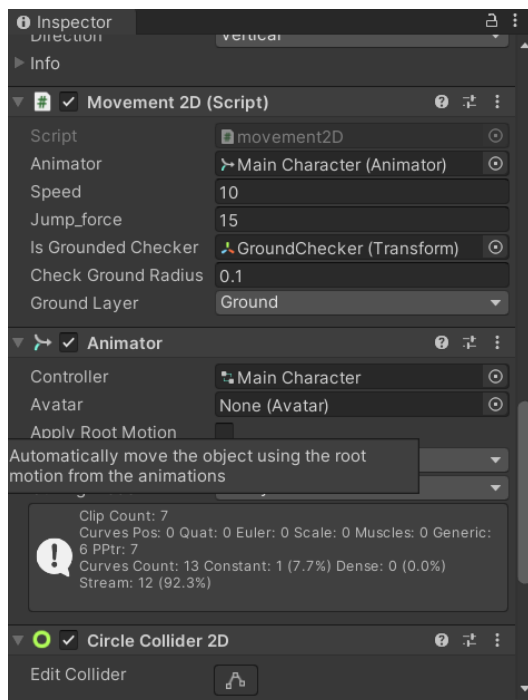 Inspector
Direction Vertical
Info
# Movement 2D (Script)
Script movement2D
Animator Main Character (Animator)
Speed 10
Jump_force 15
Is Grounded Checker GroundChecker (Transform)
Check Ground Radius 0.1
Ground Layer Ground
Animator
Controller Main Character
Avatar None (Avatar)
Apply Root Motion
Automatically move the object using the root
motion from the animations
Clip Count: 7
Curves Pos: 0 Quat: 0 Euler: 0 Scale: 0 Muscles: 0 Generic:
6 PPtr: 7
Curves Count: 13 Constant: 1 (7.7%) Dense: 0 (0.0%)
Stream: 12 (92.3%)
Circle Collider 2D
Edit Collider